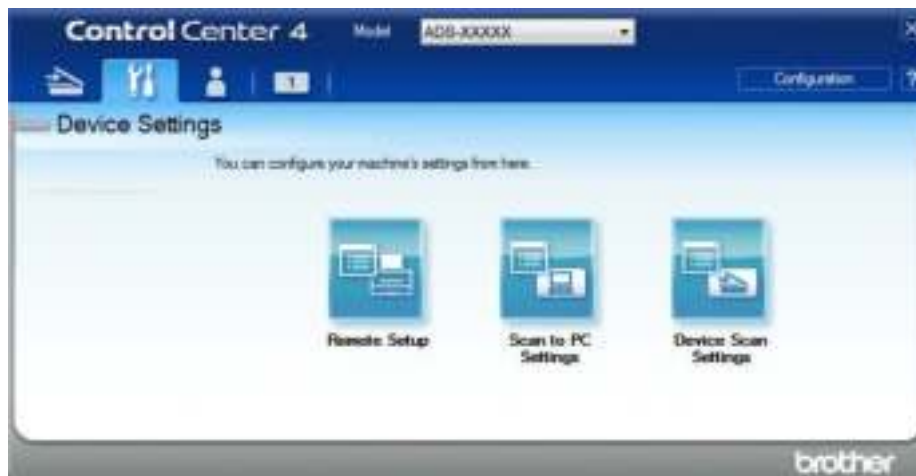 Control Center 4 Model ADS-XXXXX
1 Configuration ?
Device Settings
You can configure your machine's settings from here.
Remote Setup
Scan to PC
Settings
Device Scan
Settings
brother